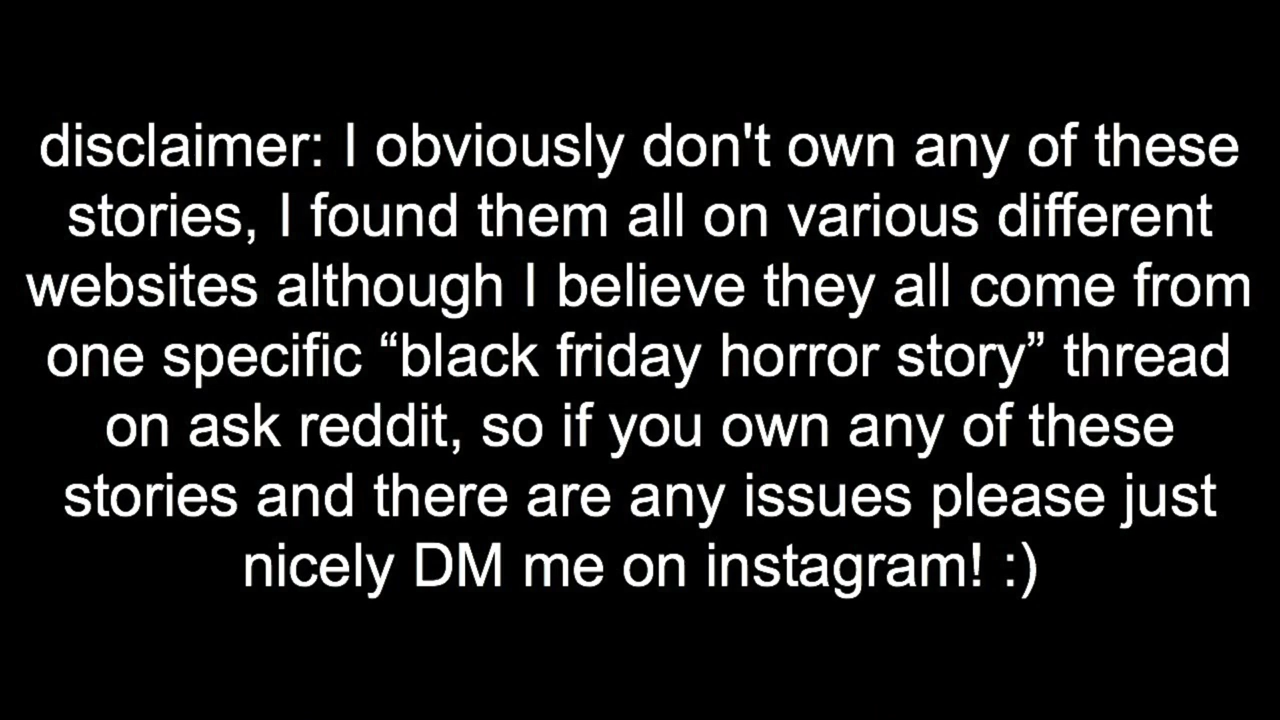 disclaimer: I obviously don't own any of these
stories, I found them all on various different
websites although I believe they all come from
one specific “black friday horror story” thread
on ask reddit, so if you own any of these
stories and there are any issues please just
nicely DM me on instagram! :)